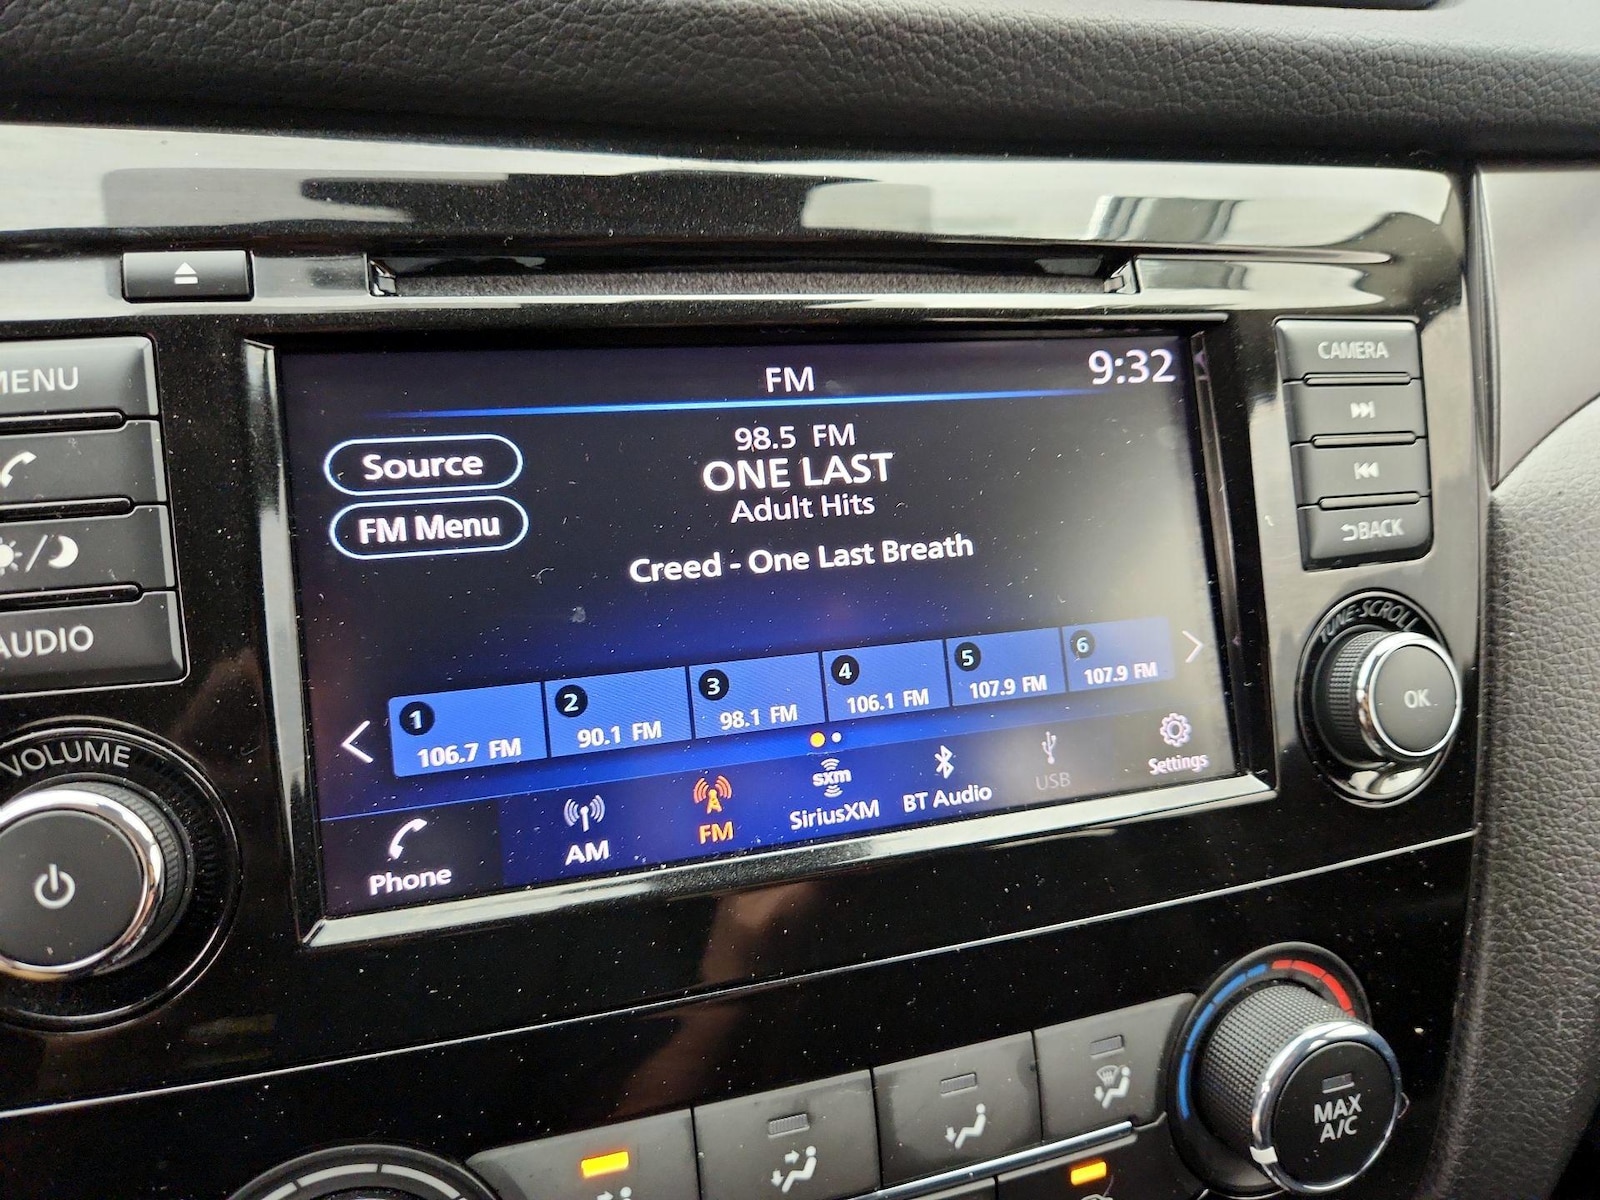 FM
9:32
98.5 FM
ONE LAST
Adult Hits
Creed - One Last Breath
Source
FM Menu
1
106.7 FM
2
90.1 FM
3
98.1 FM
4
106.1 FM
5
107.9 FM
6
107.9 FM
Phone
AM
FM
sxm
SiriusXM
BT Audio
USB
Settings
MENU
AUDIO
VOLUME
CAMERA
BACK
TUNE-SCROLL
OK
MAX
A/C